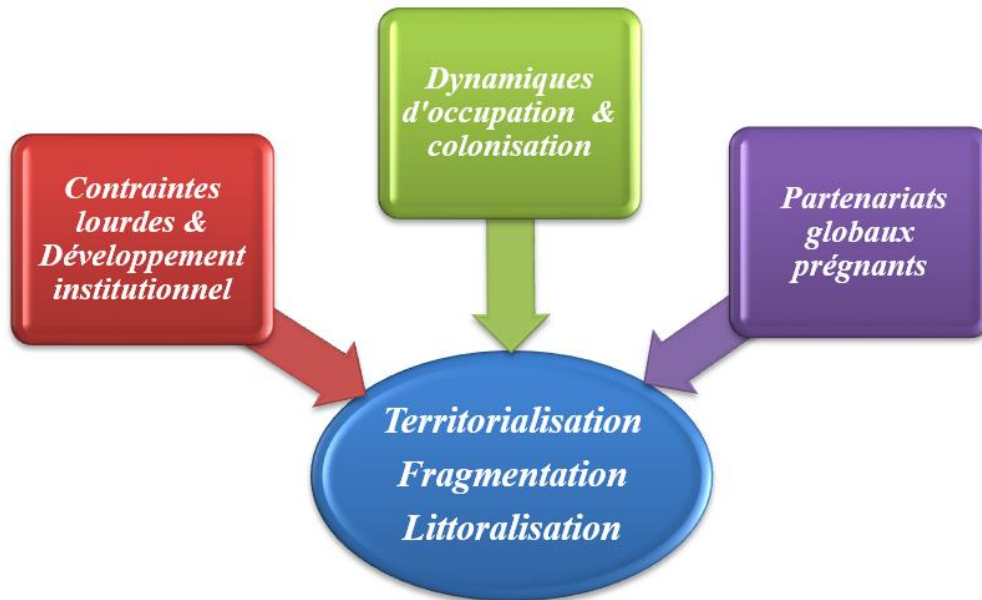 Contraintes
lourdes &
Développement
institutionnel
Dynamiques
d'occupation &
colonisation
Partenariats
globaux
prégnants
Territorialisation
Fragmentation
Littoralisation